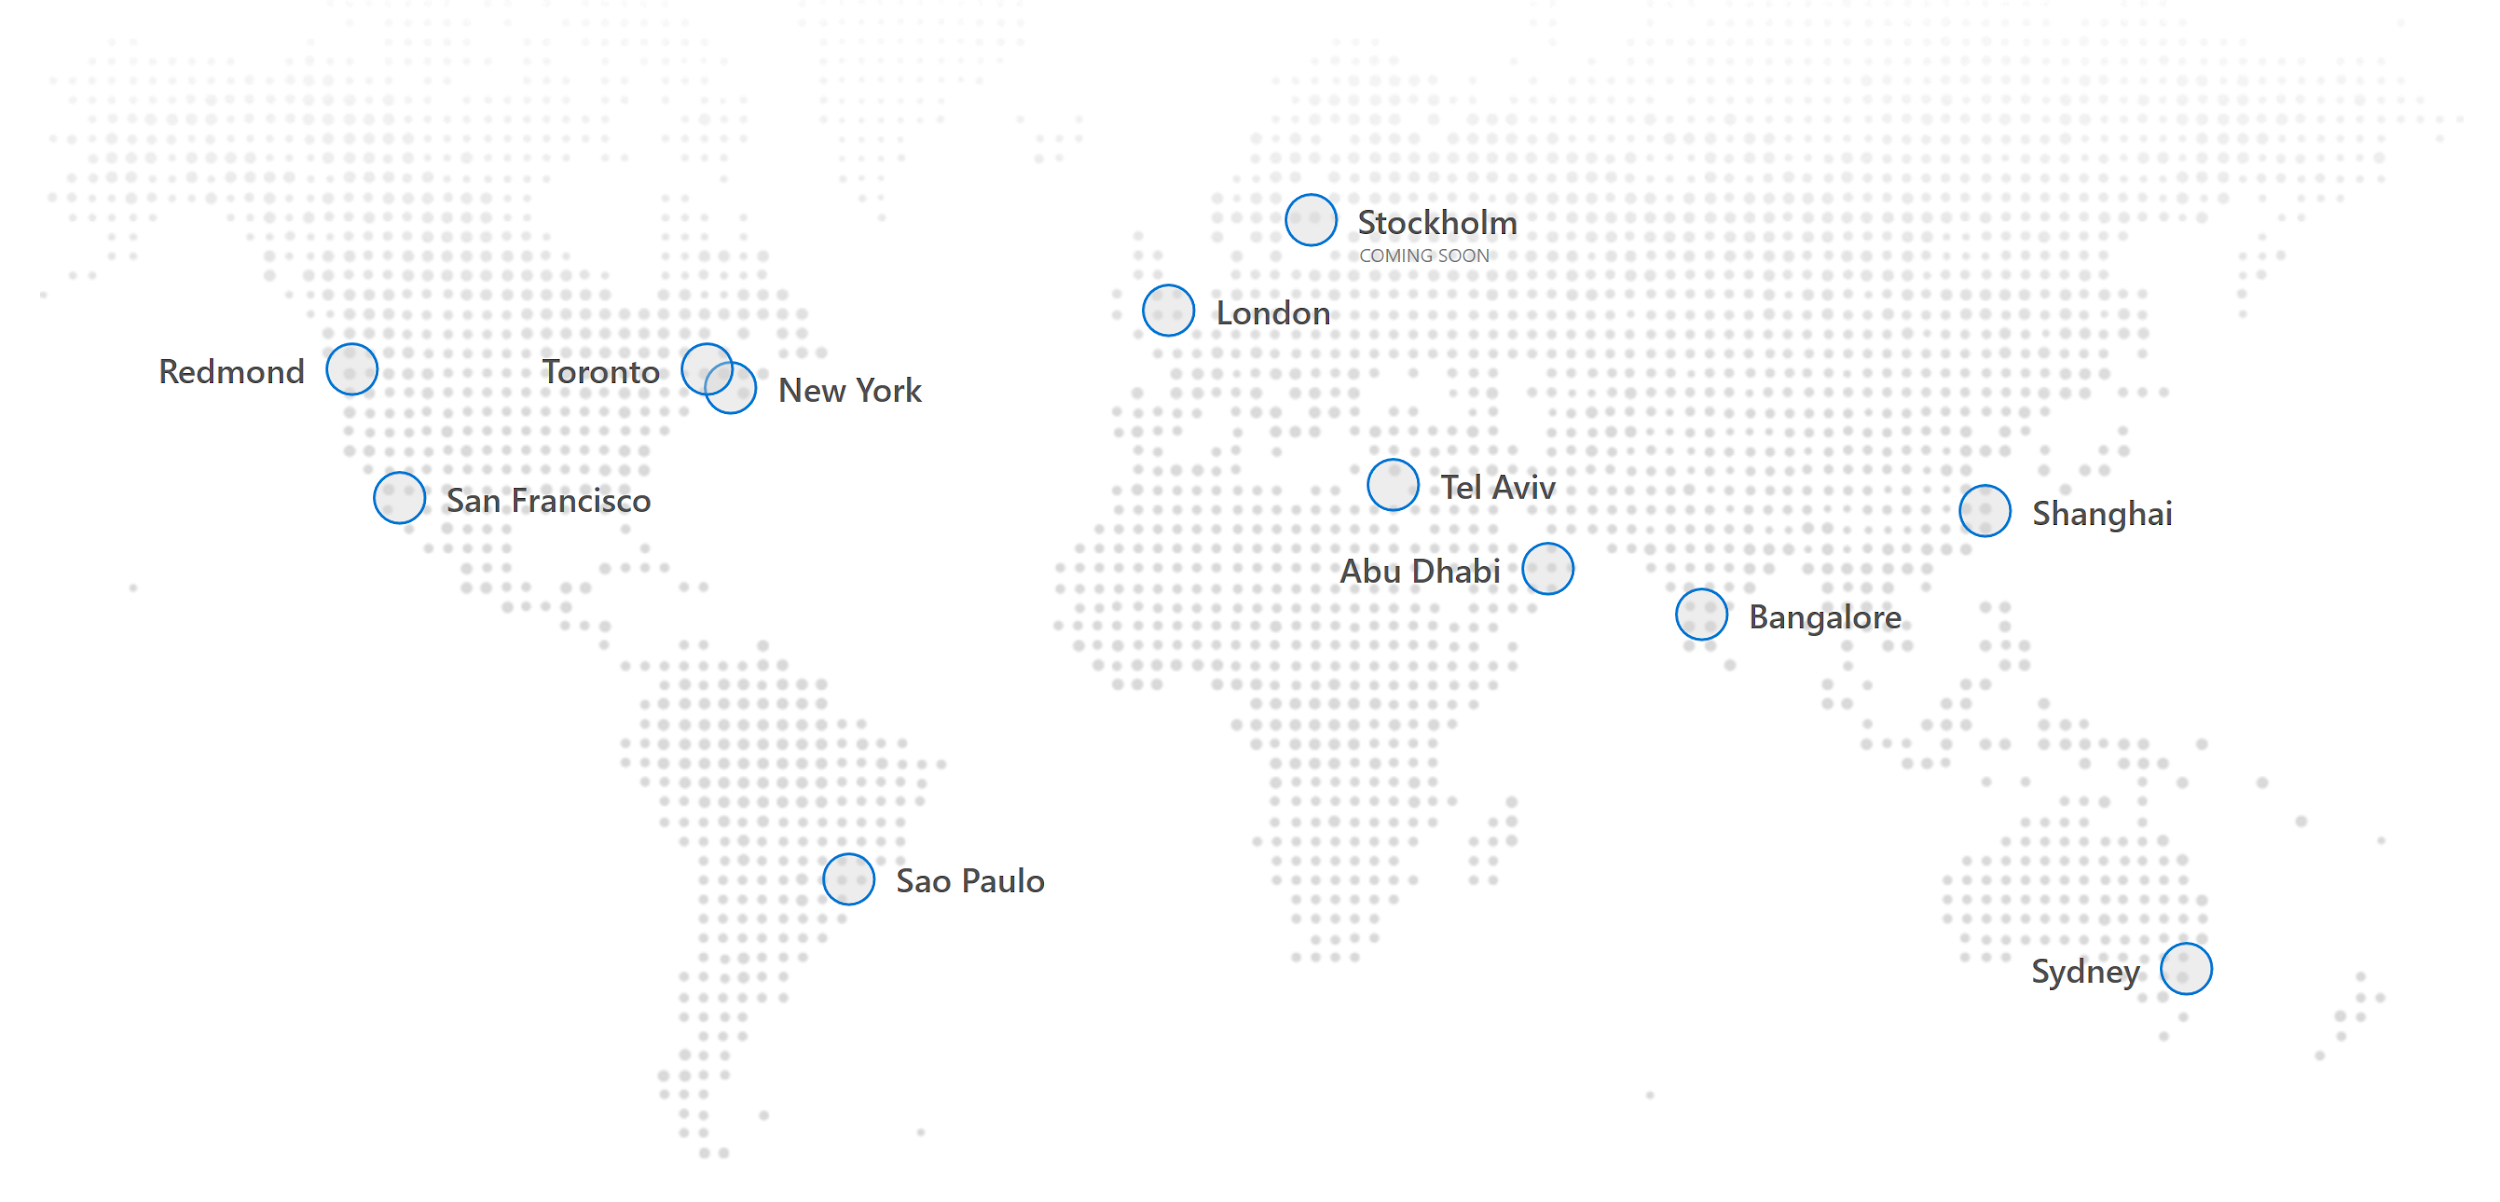 Stockholm
COMING SOON
London
Redmond
Toronto
New York
San Francisco
Tel Aviv
Shanghai
Abu Dhabi
Bangalore
Sao Paulo
Sydney